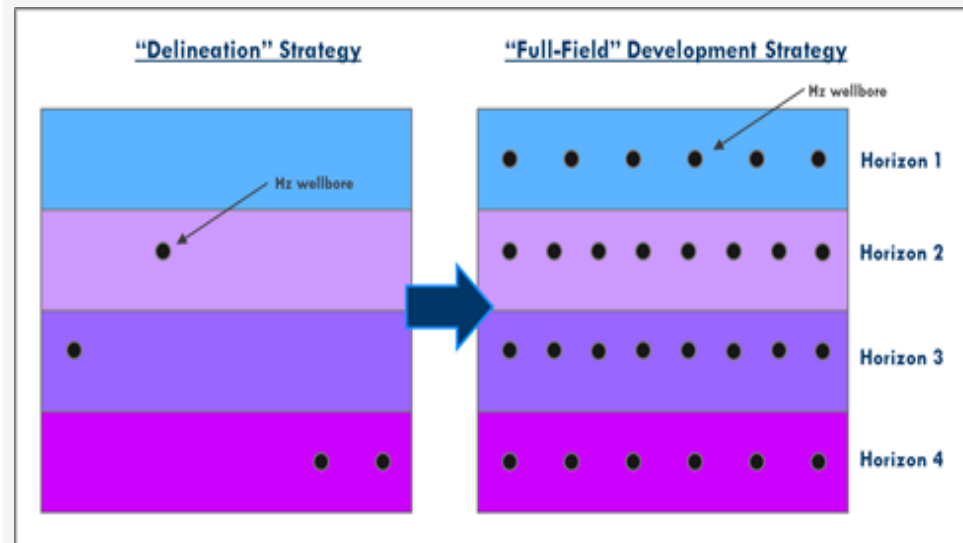 “Delineation” Strategy
“Full-Field” Development Strategy
Hz wellbore
Horizon 1
Hz wellbore
Horizon 2
Horizon 3
Horizon 4